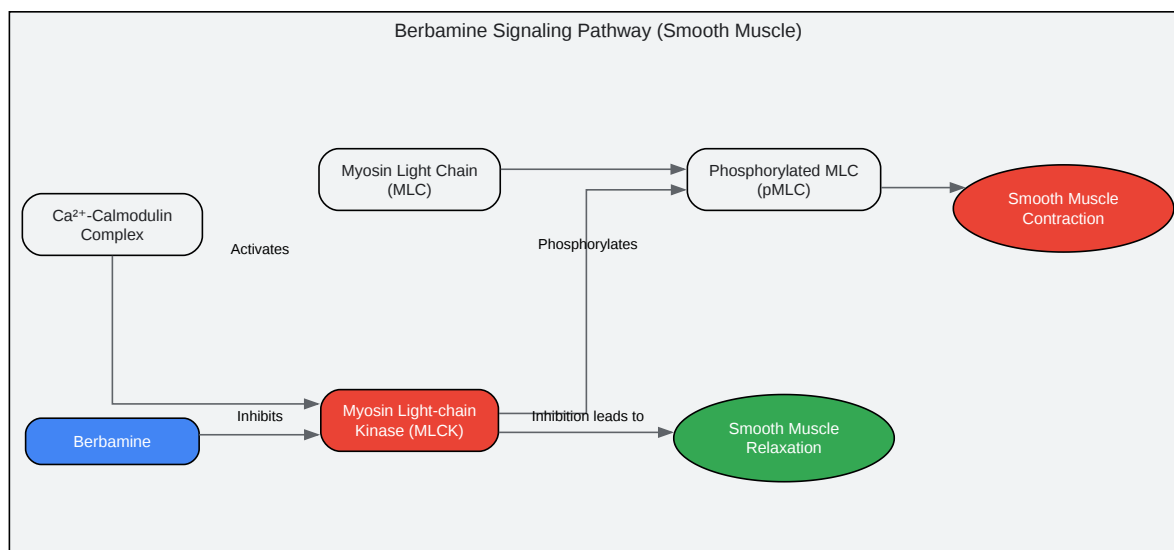 Berbamine Signaling Pathway (Smooth Muscle)
Myosin Light Chain
(MLC)
Phosphorylated MLC
(pMLC)
Smooth Muscle
Contraction
Ca²⁺-Calmodulin
Complex
Activates
Phosphorylates
Inhibits
Myosin Light-chain
Kinase (MLCK)
Inhibition leads to
Berbamine
Smooth Muscle
Relaxation